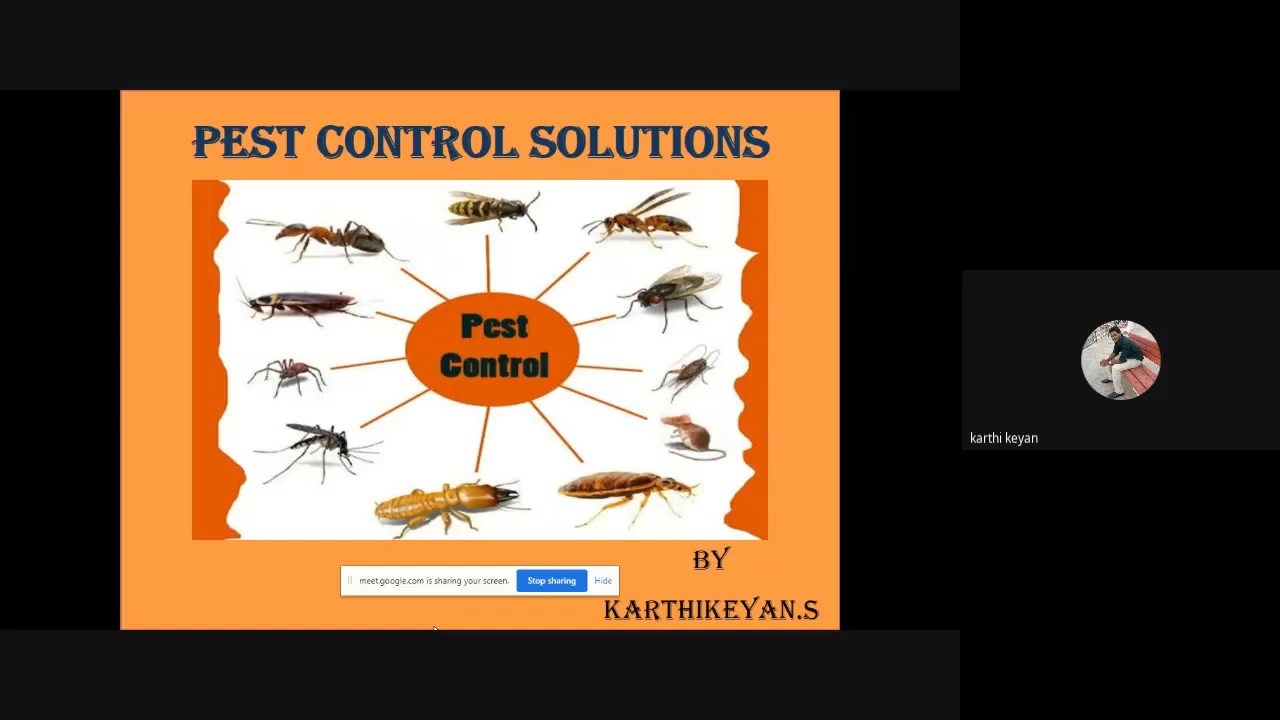 PEST CONTROL SOLUTIONS
Pest
Control
BY
meet.google.com is sharing your screen. Stop sharing Hide
KARTHIKEYAN.S
karthi keyan